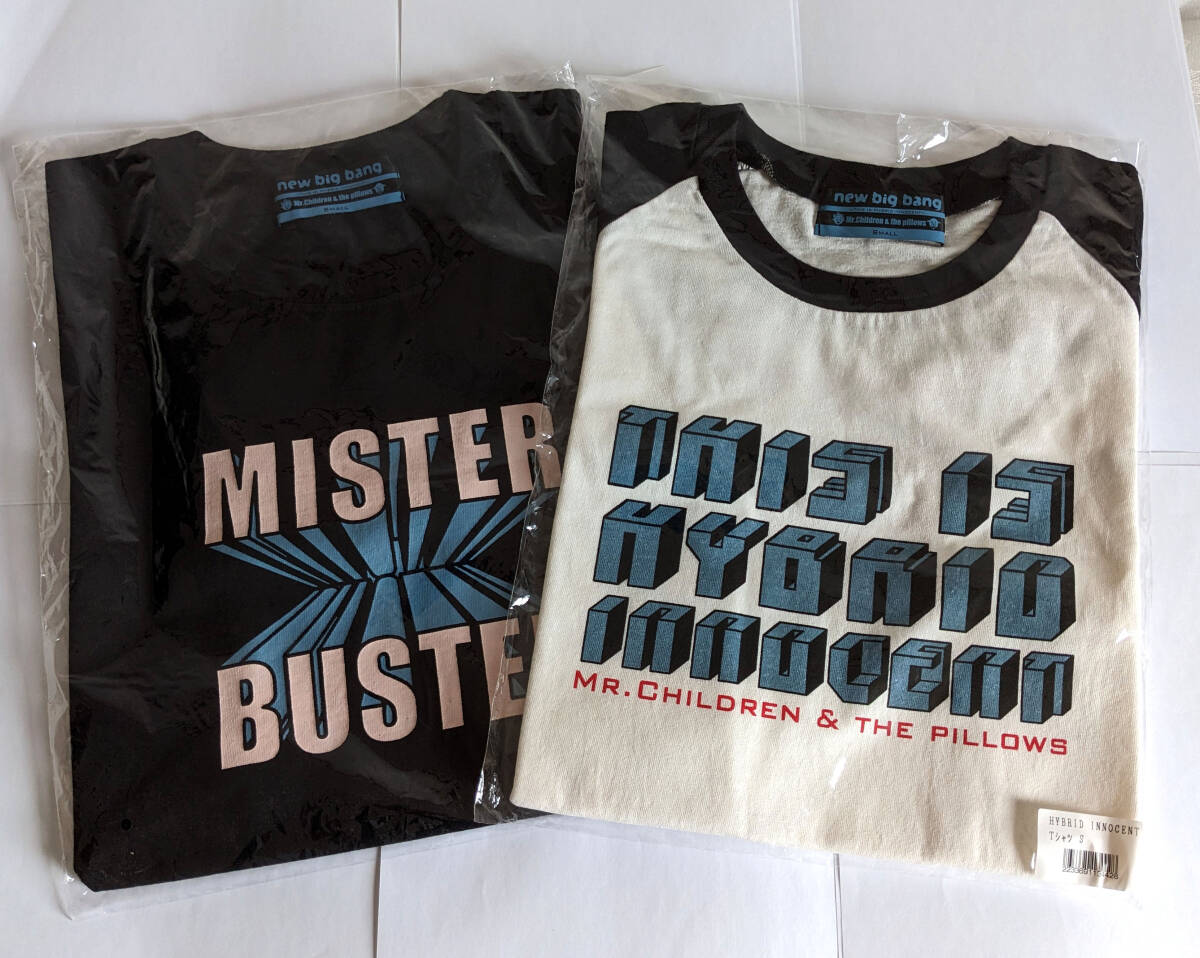 new big bang
Mr.Children & the pillows
SMALL
MISTER
BUSTE
new big bang
Mr.Children & the pillows
SMALL
THIS IS
HYBRID
INNOCENT
MR.CHILDREN & THE PILLOWS
HYBRID INNOCENT
Tシャツ S